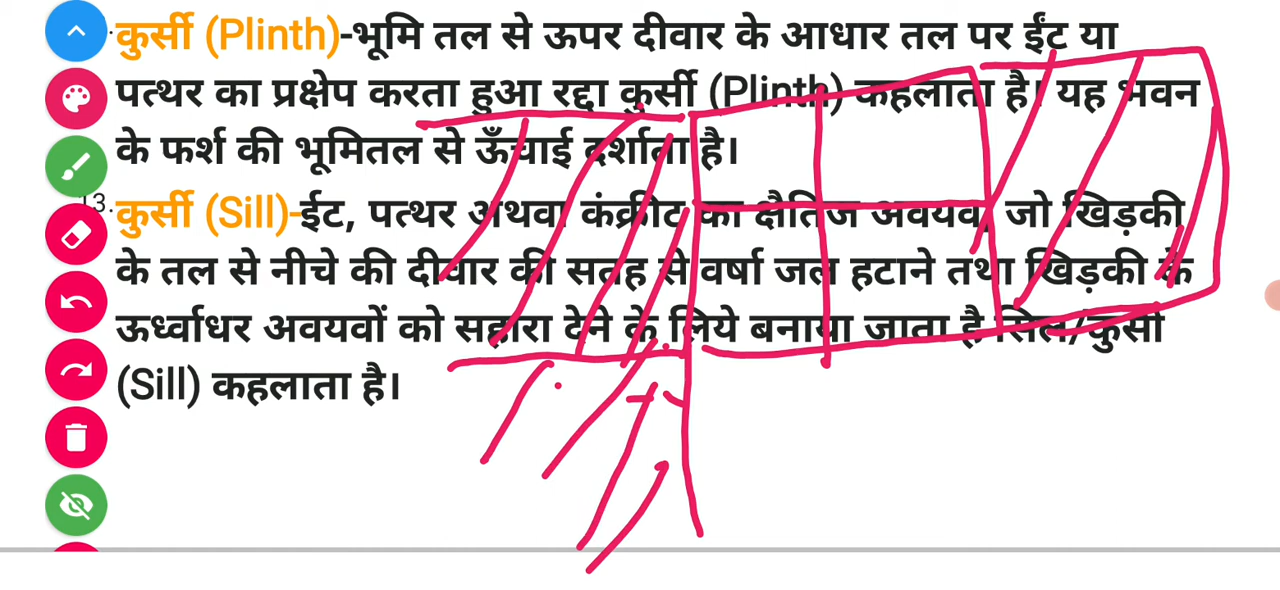 .कुर्सी (Plinth)-भूमि तल से ऊपर दीवार के आधार तल पर ईंट या
पत्थर का प्रक्षेप करता हुआ रद्दा कुर्सी (Plinth) कहलाता है। यह भवन
के फर्श की भूमितल से ऊँचाई दर्शाता है।
13.कुर्सी (Sill)-ईट, पत्थर अथवा कंक्रीट का क्षैतिज अवयव, जो खिड़की
के तल से नीचे की दीवार की सतह से वर्षा जल हटाने तथा खिड़की के
ऊर्ध्वाधर अवयवों को सहारा देने के लिये बनाया जाता है सिल/कुर्सी
(Sill) कहलाता है।